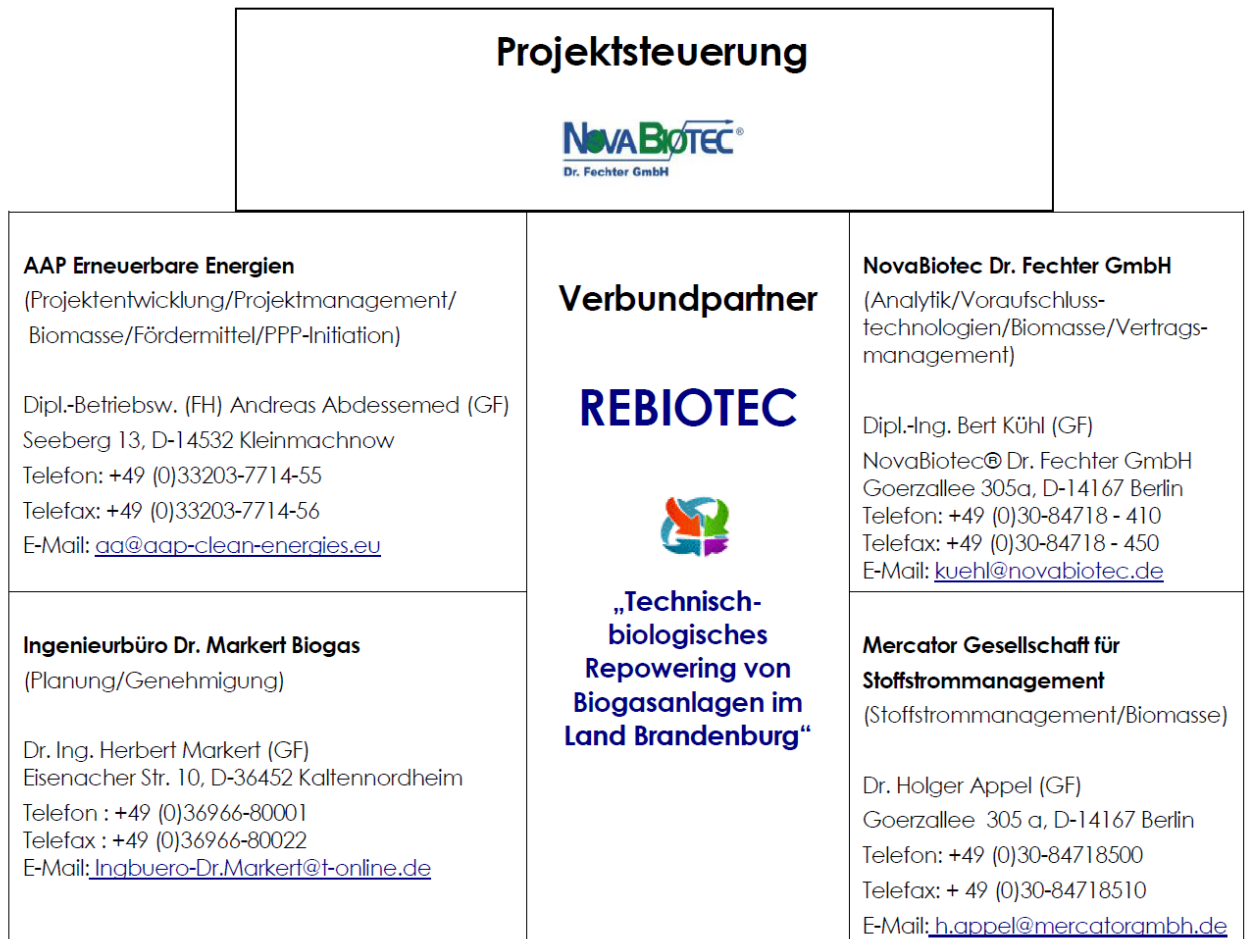 Projektsteuerung
NOVABIOTEC®
Dr. Fechter GmbH
AAP Erneuerbare Energien
(Projektentwicklung/Projektmanagement/
Biomasse/Fördermittel/PPP-Initiation)
Dipl.-Betriebsw. (FH) Andreas Abdessemed (GF)
Seeberg 13, D-14532 Kleinmachnow
Telefon: +49 (0)33203-7714-55
Telefax: +49 (0)33203-7714-56
E-Mail: aa@aap-clean-energies.eu
Ingenieurbüro Dr. Markert Biogas
(Planung/Genehmigung)
Dr. Ing. Herbert Markert (GF)
Eisenacher Str. 10, D-36452 Kaltennordheim
Telefon : +49 (0)36966-80001
Telefax : +49 (0)36966-80022
E-Mail: Ingbuero-Dr.Markert@t-online.de
Verbundpartner
REBIOTEC
„Technisch-
biologisches
Repowering von
Biogasanlagen im
Land Brandenburg“
NovaBiotec Dr. Fechter GmbH
(Analytik/Voraufschluss-
technologien/Biomasse/Vertrags-
management)
Dipl.-Ing. Bert Kühl (GF)
NovaBiotec® Dr. Fechter GmbH
Goerzallee 305a, D-14167 Berlin
Telefon: +49 (0)30-84718 - 410
Telefax: +49 (0)30-84718 - 450
E-Mail: kuehl@novabiotec.de
Mercator Gesellschaft für
Stoffstrommanagement
(Stoffstrommanagement/Biomasse)
Dr. Holger Appel (GF)
Goerzallee 305 a, D-14167 Berlin
Telefon: +49 (0)30-84718500
Telefax: + 49 (0)30-84718510
E-Mail: h.appel@mercatorgmbh.de